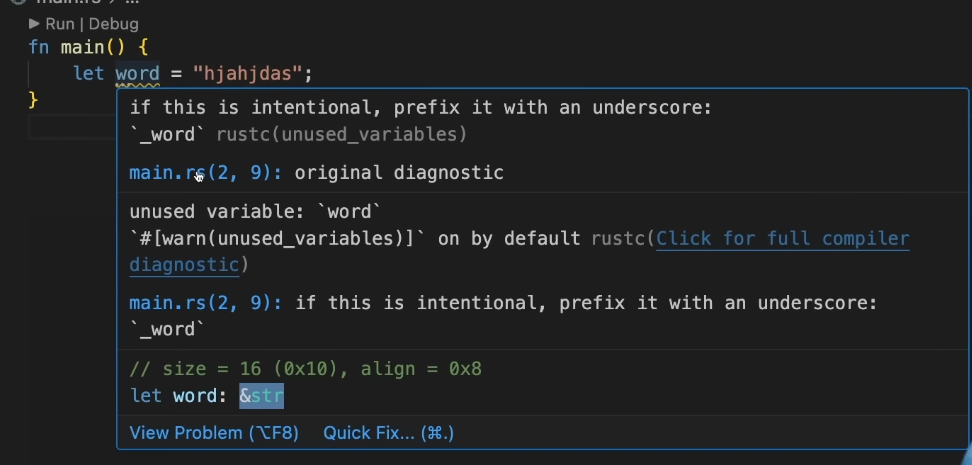 main.rs > ...
▶ Run | Debug
fn main() {
let word = "hjahjdas";
}
if this is intentional, prefix it with an underscore:
`_word` rustc(unused_variables)
main.rs(2, 9): original diagnostic
unused variable: `word`
`#[warn(unused_variables)]` on by default rustc(Click for full compiler
diagnostic)
main.rs(2, 9): if this is intentional, prefix it with an underscore:
`_word`
// size = 16 (0x10), align = 0x8
let word: &str
View Problem (⌥F8) Quick Fix... (⌘.)